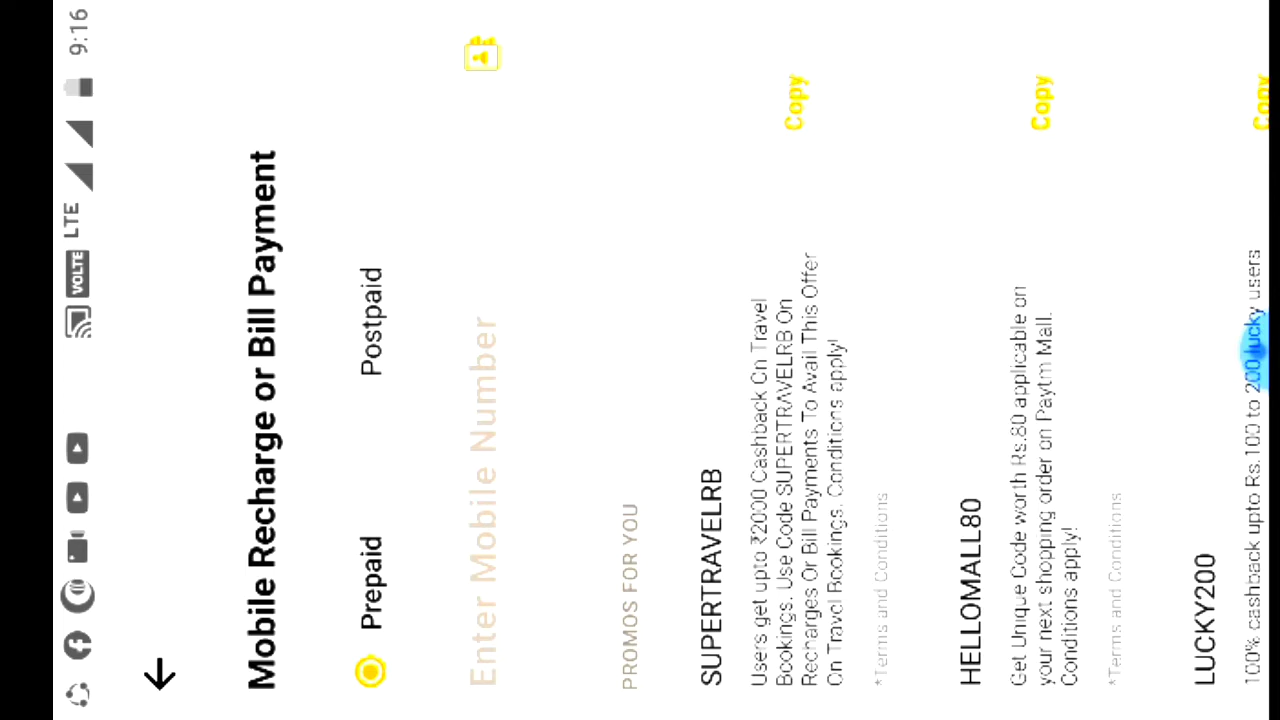 VOLTE LTE 9:16
Mobile Recharge or Bill Payment
Prepaid Postpaid
Enter Mobile Number
PROMOS FOR YOU
SUPERTRAVELRB
Users get upto ₹2000 Cashback On Travel
Bookings. Use Code SUPERTRAVELRB On
Recharges Or Bill Payments To Avail This Offer
On Travel Bookings. Conditions apply!
Copy
*Terms and Conditions
HELLOMALL80
Get Unique Code worth Rs.80 applicable on
your next shopping order on Paytm Mall.
Conditions apply!
Copy
*Terms and Conditions
LUCKY200
100% cashback upto Rs.100 to 200 lucky users
Copy